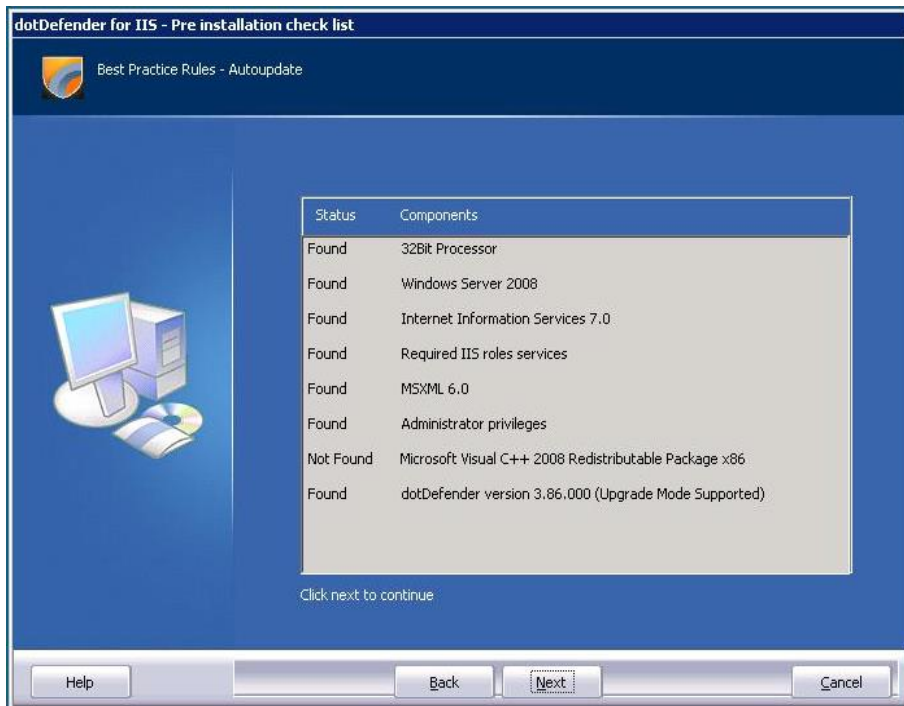 dotDefender for IIS - Pre installation check list
Best Practice Rules - Autoupdate
Status Components
Found 32Bit Processor
Found Windows Server 2008
Found Internet Information Services 7.0
Found Required IIS roles services
Found MSXML 6.0
Found Administrator privileges
Not Found Microsoft Visual C++ 2008 Redistributable Package x86
Found dotDefender version 3.86.000 (Upgrade Mode Supported)
Click next to continue
Help Back Next Cancel